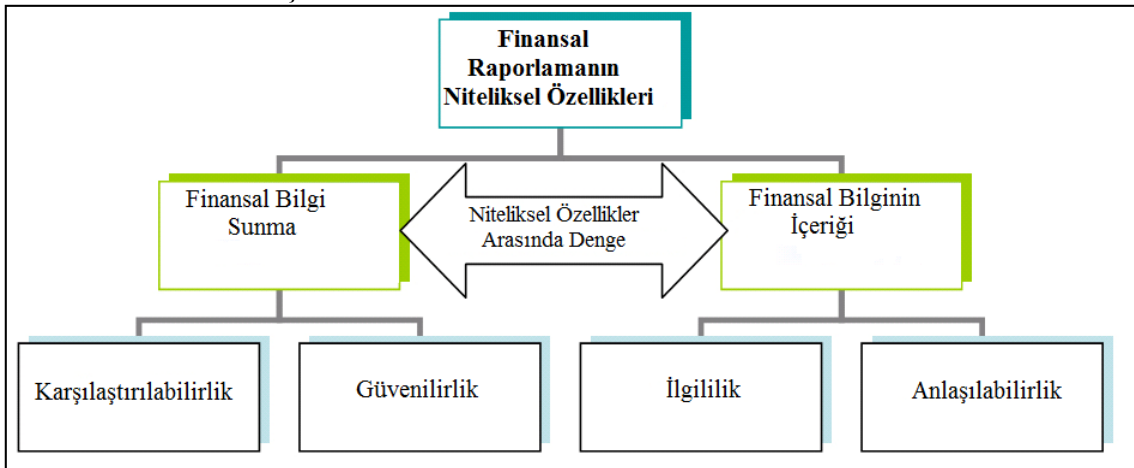 Finansal
Raporlamanın
Niteliksel Özellikleri
Finansal Bilgi
Sunma
Niteliksel Özellikler
Arasında Denge
Finansal Bilginin
İçeriği
Karşılaştırılabilirlik
Güvenilirlik
İlgililik
Anlaşılabilirlik